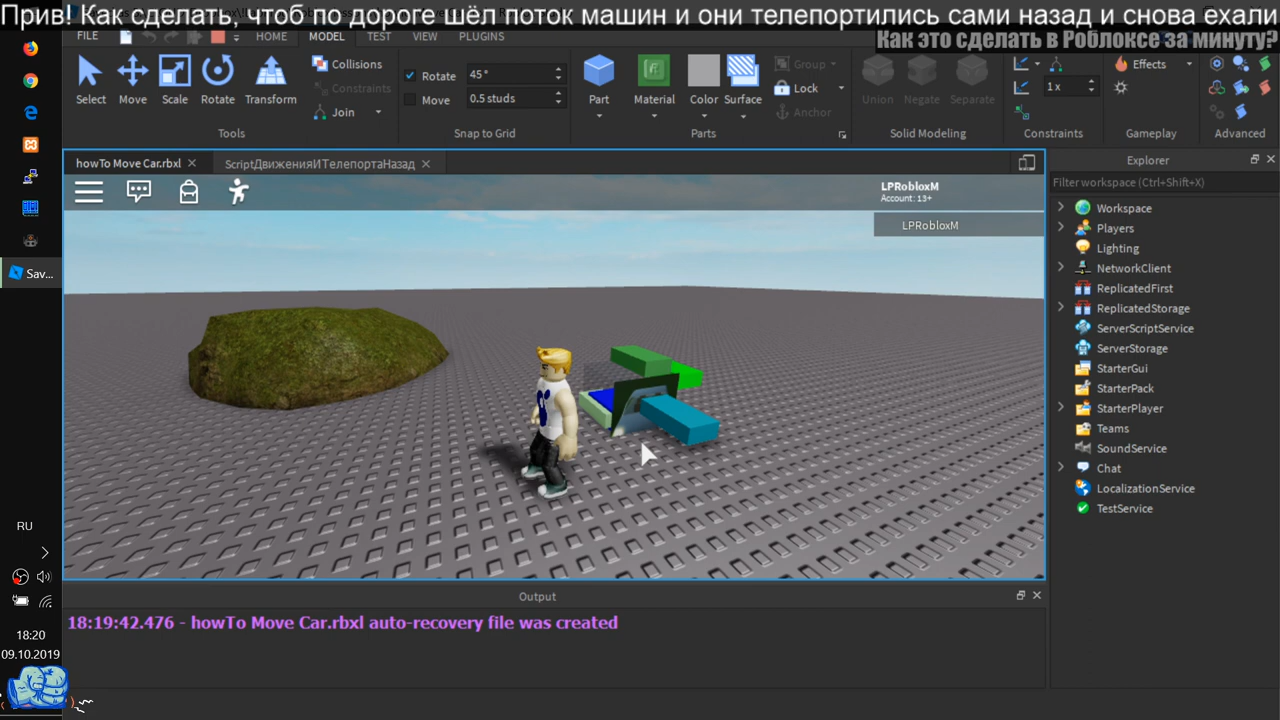 Прив! Как сделать, чтоб по дороге шёл поток машин и они телепортились сами назад и снова ехали
Как это сделать в Роблоксе за минуту?
FILE HOME MODEL TEST VIEW PLUGINS
Select Move Scale Rotate Transform
Collisions
Constraints
Join
Tools
Rotate 45°
Move 0.5 studs
Snap to Grid
Part Material Color Surface
Group
Lock
Anchor
Parts
Union Negate Separate
Solid Modeling
1 x
Constraints
Effects
Gameplay
Advanced
howTo Move Car.rbxl
СкриптДвиженияИТелепортаНазад
LPRobloxM
Account: 13+
LPRobloxM
Explorer
Filter workspace (Ctrl+Shift+X)
Workspace
Players
Lighting
NetworkClient
ReplicatedFirst
ReplicatedStorage
ServerScriptService
ServerStorage
StarterGui
StarterPack
StarterPlayer
Teams
SoundService
Chat
LocalizationService
TestService
Output
18:19:42.476 - howTo Move Car.rbxl auto-recovery file was created
Sav...
RU
18:20
09.10.2019